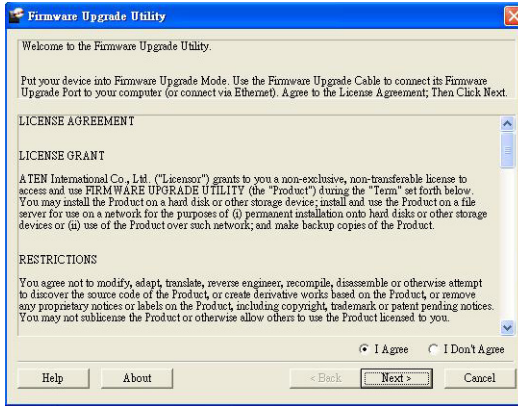 Firmware Upgrade Utility
Welcome to the Firmware Upgrade Utility.
Put your device into Firmware Upgrade Mode. Use the Firmware Upgrade Cable to connect its Firmware
Upgrade Port to your computer (or connect via Ethernet). Agree to the License Agreement; Then Click Next.
LICENSE AGREEMENT
LICENSE GRANT
ATEN International Co., Ltd. ("Licensor") grants to you a non-exclusive, non-transferable license to
access and use FIRMWARE UPGRADE UTILITY (the "Product") during the "Term" set forth below.
You may install the Product on a hard disk or other storage device; install and use the Product on a file
server for use on a network for the purposes of (i) permanent installation onto hard disks or other storage
devices or (ii) use of the Product over such network; and make backup copies of the Product.
RESTRICTIONS
You agree not to modify, adapt, translate, reverse engineer, recompile, disassemble or otherwise attempt
to discover the source code of the Product, or create derivative works based on the Product, or remove
any proprietary notices or labels on the Product, including copyright, trademark or patent pending notices.
You may not sublicense the Product or otherwise allow others to use the Product licensed to you.
I Agree I Don't Agree
Help About < Back Next > Cancel